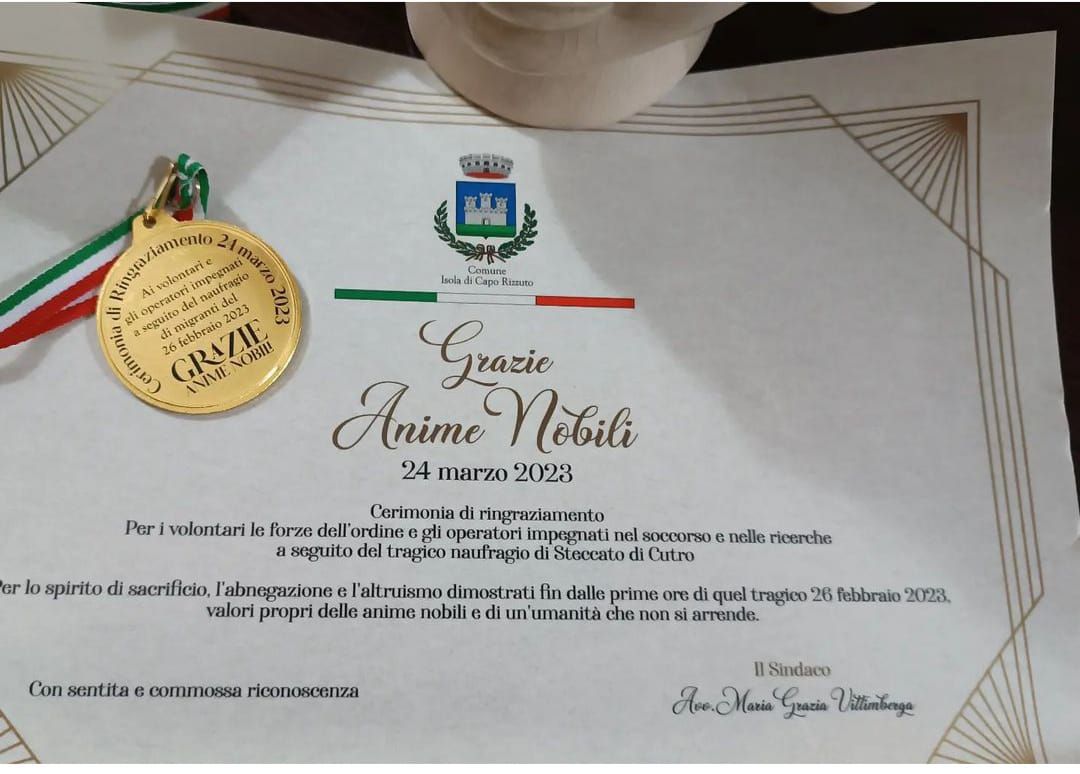 Cerimonia di Ringraziamento 24 marzo 2023
Ai volontari e
gli operatori impegnati
a seguito del naufragio
di migranti del
26 febbraio 2023
GRAZIE
ANIME NOBILI
Comune
Isola di Capo Rizzuto
Grazie
Anime Nobili
24 marzo 2023
Cerimonia di ringraziamento
Per i volontari le forze dell'ordine e gli operatori impegnati nel soccorso e nelle ricerche
a seguito del tragico naufragio di Steccato di Cutro
Per lo spirito di sacrificio, l'abnegazione e l'altruismo dimostrati fin dalle prime ore di quel tragico 26 febbraio 2023,
valori propri delle anime nobili e di un'umanità che non si arrende.
Con sentita e commossa riconoscenza
Il Sindaco
Avv. Maria Grazia Vittimberga